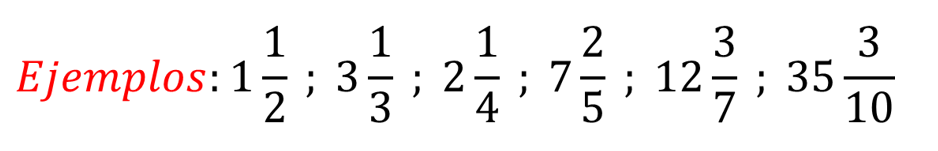 Ejemplos: 1 1/2 ; 3 1/3 ; 2 1/4 ; 7 2/5 ; 12 3/7 ; 35 3/10